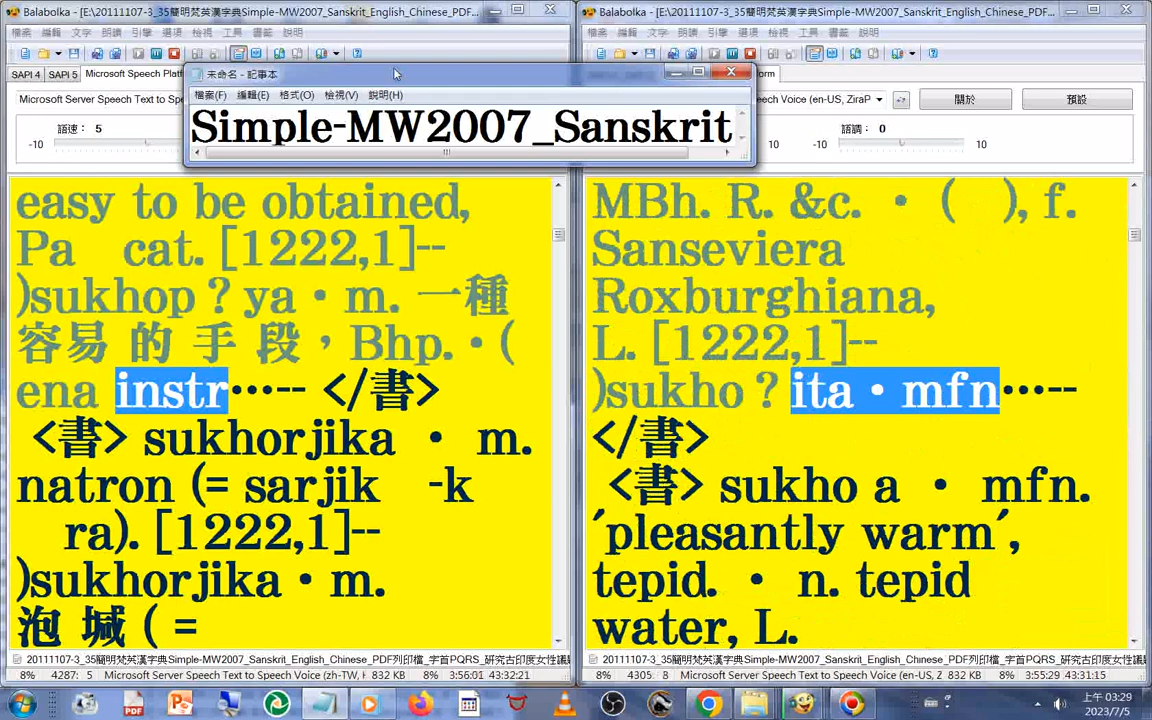 Balabolka - [E:\20111107-3_35簡明梵英漢字典Simple-MW2007_Sanskrit_English_Chinese_PDF...
檔案 編輯 文字 朗讀 引擎 選項 檢視 工具 書籤 說明
SAPI 4 SAPI 5 Microsoft Speech Platf
Microsoft Server Speech Text to Sp
語速： 5
-10
easy to be obtained,
Pa cat. [1222,1]--
)sukhop ? ya • m. 一種
容易 的 手 段，Bhp. • (
ena instr…-- </書>
<書> sukhorjika • m.
natron (= sarjik -k
ra). [1222,1]--
)sukhorjika • m.
泡 堿 ( =
20111107-3_35簡明梵英漢字典Simple-MW2007_Sanskrit_English_Chinese_PDF列印檔_字首PQRS_研究古印度女性議
8% 4287: 5 Microsoft Server Speech Text to Speech Voice (zh-TW, H 832 KB 8% 3:56:01 43:32:21
未命名 - 記事本
檔案(F) 編輯(E) 格式(O) 檢視(V) 說明(H)
Simple-MW2007_Sanskrit
Balabolka - [E:\20111107-3_35簡明梵英漢字典Simple-MW2007_Sanskrit_English_Chinese_PDF...
檔案 編輯 文字 朗讀 引擎 選項 檢視 工具 書籤 說明
orm
eech Voice (en-US, ZiraP 關於 預設
語調： 0
10 -10 10
MBh. R. &c. • ( ), f.
Sanseviera
Roxburghiana,
L. [1222,1]--
)sukho ? ita • mfn…--
</書>
<書> sukho a • mfn.
'pleasantly warm',
tepid. • n. tepid
water, L.
20111107-3_35簡明梵英漢字典Simple-MW2007_Sanskrit_English_Chinese_PDF列印檔_字首PQRS_研究古印度女性議題
8% 4305: 8 Microsoft Server Speech Text to Speech Voice (en-US, Z 832 KB 8% 3:55:29 43:31:15
上午 03:29
2023/7/5